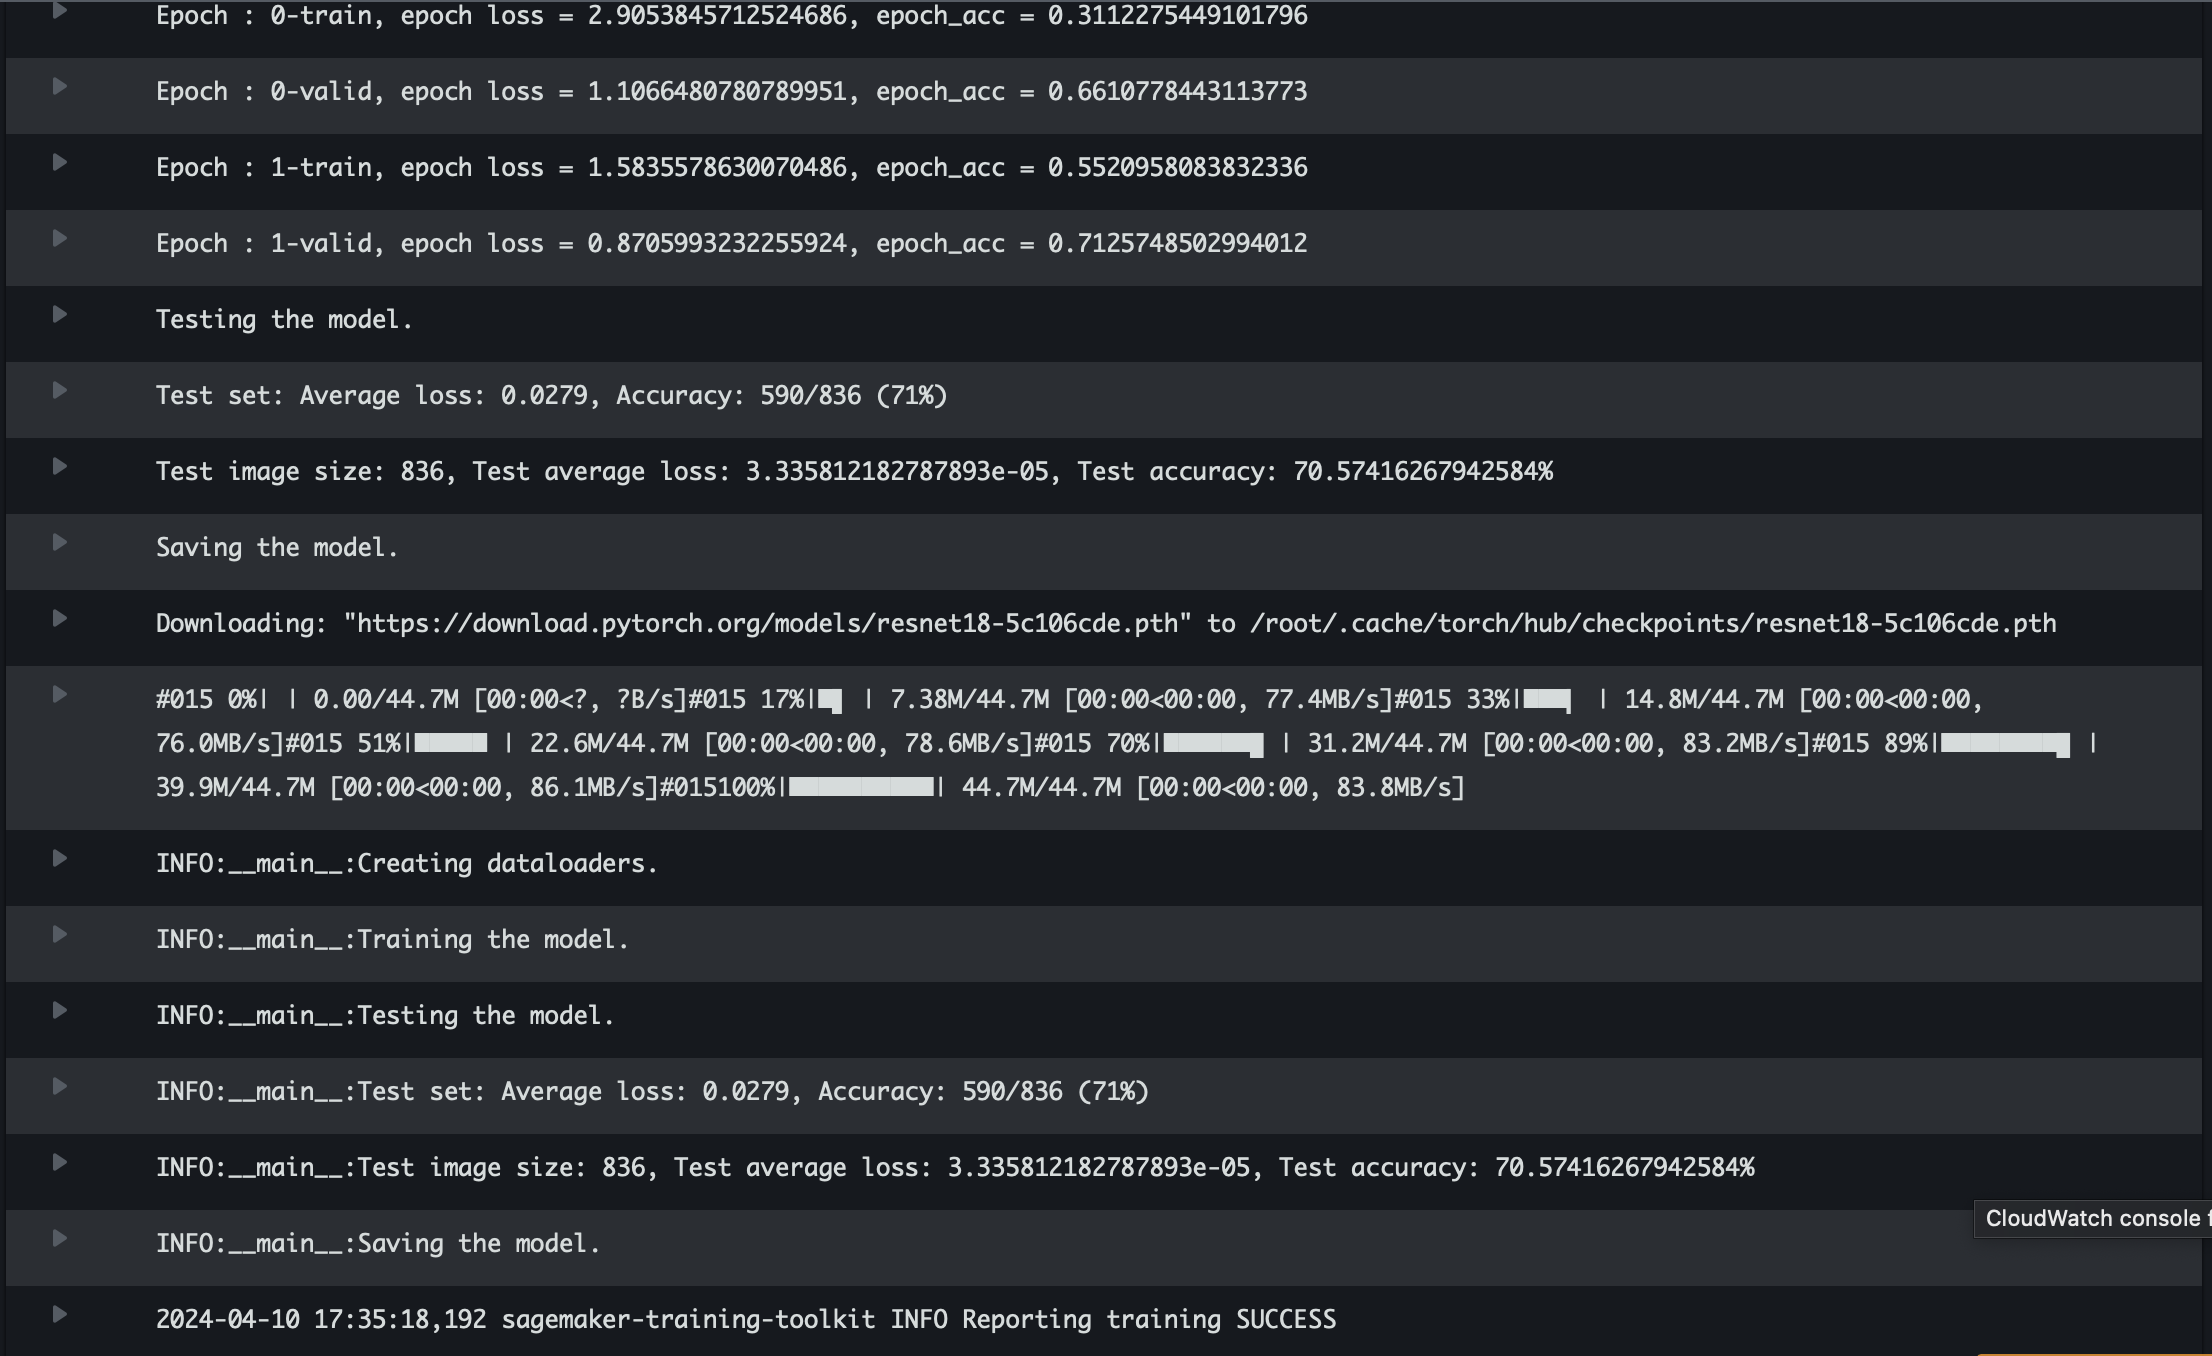 Epoch : 0-train, epoch loss = 2.9053845712524686, epoch_acc = 0.3112275449101796
Epoch : 0-valid, epoch loss = 1.1066480780789951, epoch_acc = 0.6610778443113773
Epoch : 1-train, epoch loss = 1.5835578630070486, epoch_acc = 0.5520958083832336
Epoch : 1-valid, epoch loss = 0.8705993232255924, epoch_acc = 0.7125748502994012
Testing the model.
Test set: Average loss: 0.0279, Accuracy: 590/836 (71%)
Test image size: 836, Test average loss: 3.335812182787893e-05, Test accuracy: 70.57416267942584%
Saving the model.
Downloading: "https://download.pytorch.org/models/resnet18-5c106cde.pth" to /root/.cache/torch/hub/checkpoints/resnet18-5c106cde.pth
#015 0%| | 0.00/44.7M [00:00<?, ?B/s]#015 17%|█▋ | 7.38M/44.7M [00:00<00:00, 77.4MB/s]#015 33%|███▎ | 14.8M/44.7M [00:00<00:00,
76.0MB/s]#015 51%|█████ | 22.6M/44.7M [00:00<00:00, 78.6MB/s]#015 70%|██████▉ | 31.2M/44.7M [00:00<00:00, 83.2MB/s]#015 89%|████████▉ |
39.9M/44.7M [00:00<00:00, 86.1MB/s]#015100%|██████████| 44.7M/44.7M [00:00<00:00, 83.8MB/s]
INFO:__main__:Creating dataloaders.
INFO:__main__:Training the model.
INFO:__main__:Testing the model.
INFO:__main__:Test set: Average loss: 0.0279, Accuracy: 590/836 (71%)
INFO:__main__:Test image size: 836, Test average loss: 3.335812182787893e-05, Test accuracy: 70.57416267942584%
CloudWatch console f
INFO:__main__:Saving the model.
2024-04-10 17:35:18,192 sagemaker-training-toolkit INFO Reporting training SUCCESS